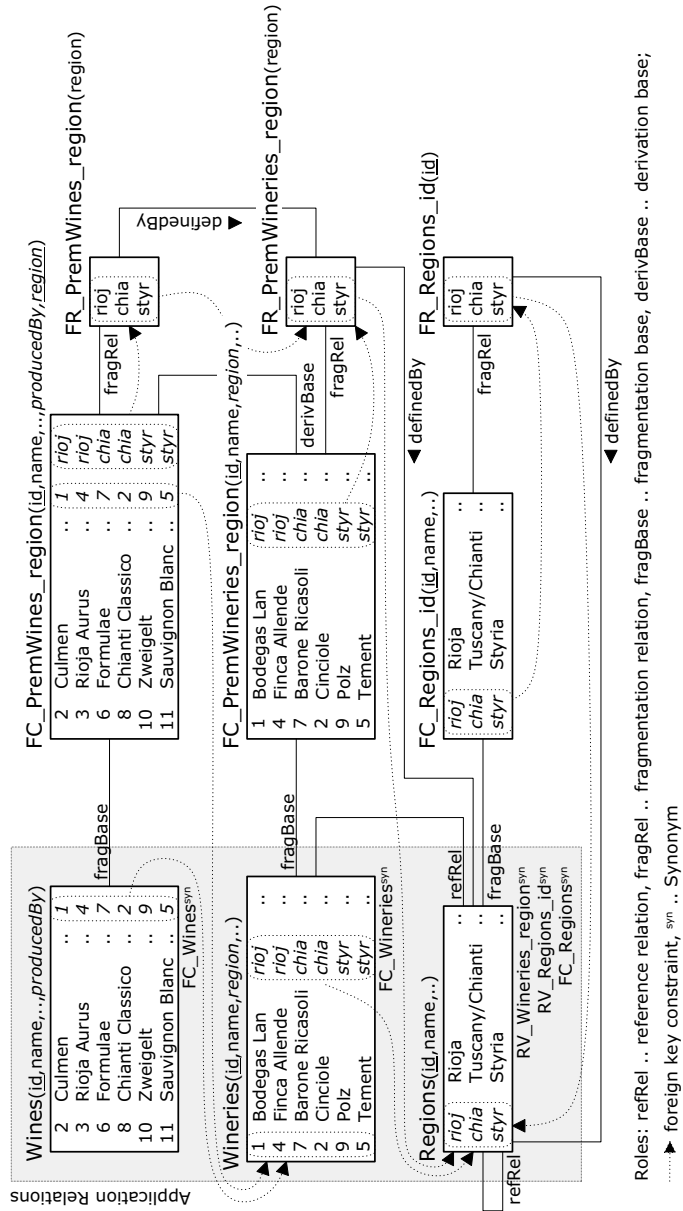 Application Relations
Wines(id,name,..,producedBy)
2 Culmen .. 1
3 Rioja Aurus .. 4
6 Formulae .. 7
8 Chianti Classico .. 2
10 Zweigelt .. 9
11 Sauvignon Blanc .. 5
FC_Wines syn
fragBase
FC_PremWines_region(id,name,..,producedBy,region)
2 Culmen .. 1 rioj
3 Rioja Aurus .. 4 rioj
6 Formulae .. 7 chia
8 Chianti Classico .. 2 chia
10 Zweigelt .. 9 styr
11 Sauvignon Blanc .. 5 styr
fragRel
FR_PremWines_region(region)
rioj
chia
styr
definedBy
Wineries(id,name,region,..)
1 Bodegas Lan rioj ..
4 Finca Allende rioj ..
7 Barone Ricasoli chia ..
2 Cinciole chia ..
9 Polz styr ..
5 Tement styr ..
FC_Wineries syn
fragBase
FC_PremWineries_region(id,name,region,..)
1 Bodegas Lan rioj ..
4 Finca Allende rioj ..
7 Barone Ricasoli chia ..
2 Cinciole chia ..
9 Polz styr ..
5 Tement styr ..
derivBase
fragRel
FR_PremWineries_region(region)
rioj
chia
styr
definedBy
refRel
Regions(id,name,..)
rioj Rioja ..
chia Tuscany/Chianti ..
styr Styria ..
RV_Wineries_region syn
RV_Regions_id syn
FC_Regions syn
refRel
fragBase
FC_Regions_id(id,name,..)
rioj Rioja ..
chia Tuscany/Chianti ..
styr Styria ..
fragRel
FR_Regions_id(id)
rioj
chia
styr
definedBy
Roles: refRel .. reference relation, fragRel .. fragmentation relation, fragBase .. fragmentation base, derivBase .. derivation base;
foreign key constraint, syn .. Synonym